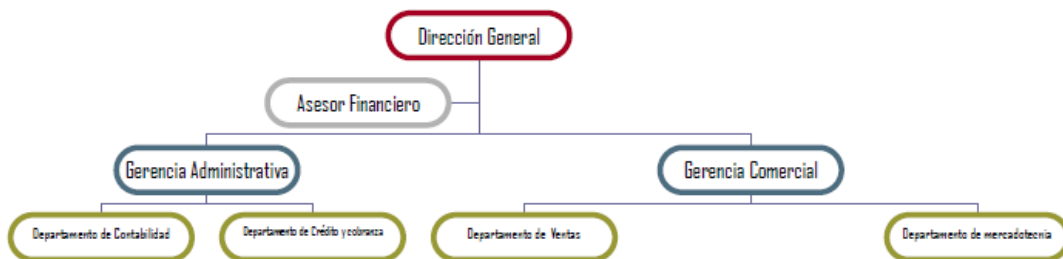 Dirección General
Asesor Financiero
Gerencia Administrativa
Gerencia Comercial
Departamento de Contabilidad
Departamento de Crédito y cobranza
Departamento de Ventas
Departamento de mercadotecnia